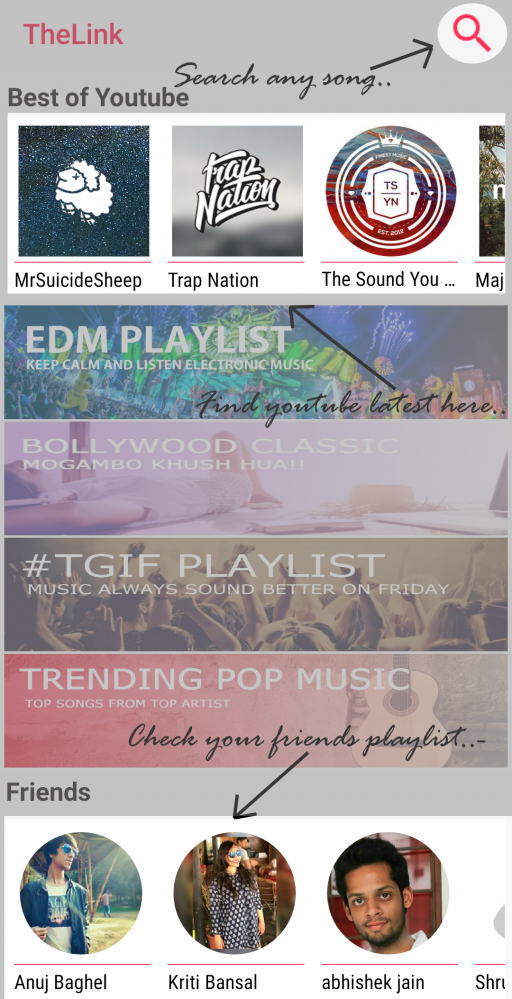 TheLink
Search any song..
Best of Youtube
trap
Nation
FINEST MUSIC
TS
YN
EST. 2012
MrSuicideSheep
Trap Nation
The Sound You ...
Maj
EDM PLAYLIST
KEEP CALM AND LISTEN ELECTRONIC MUSIC
Find youtube latest here..
BOLLYWOOD CLASSIC
MOGAMBO KHUSH HUA!!
#TGIF PLAYLIST
MUSIC ALWAYS SOUND BETTER ON FRIDAY
TRENDING POP MUSIC
TOP SONGS FROM TOP ARTIST
Check your friends playlist..-
Friends
Anuj Baghel
Kriti Bansal
abhishek jain
Shru